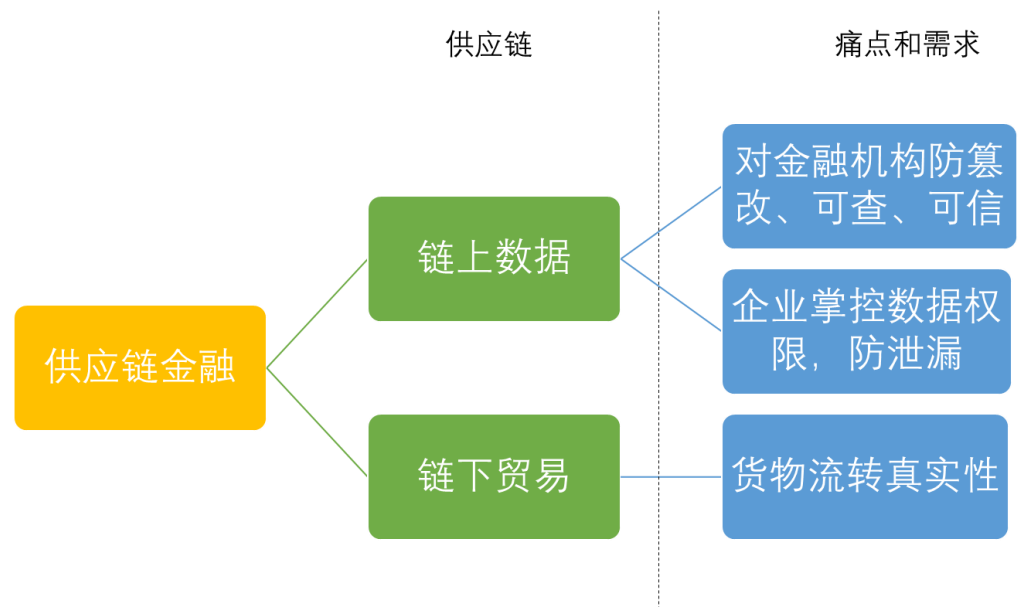 供应链
痛点和需求
对金融机构防篡
改、可查、可信
链上数据
企业掌控数据权
限，防泄漏
供应链金融
链下贸易
货物流转真实性